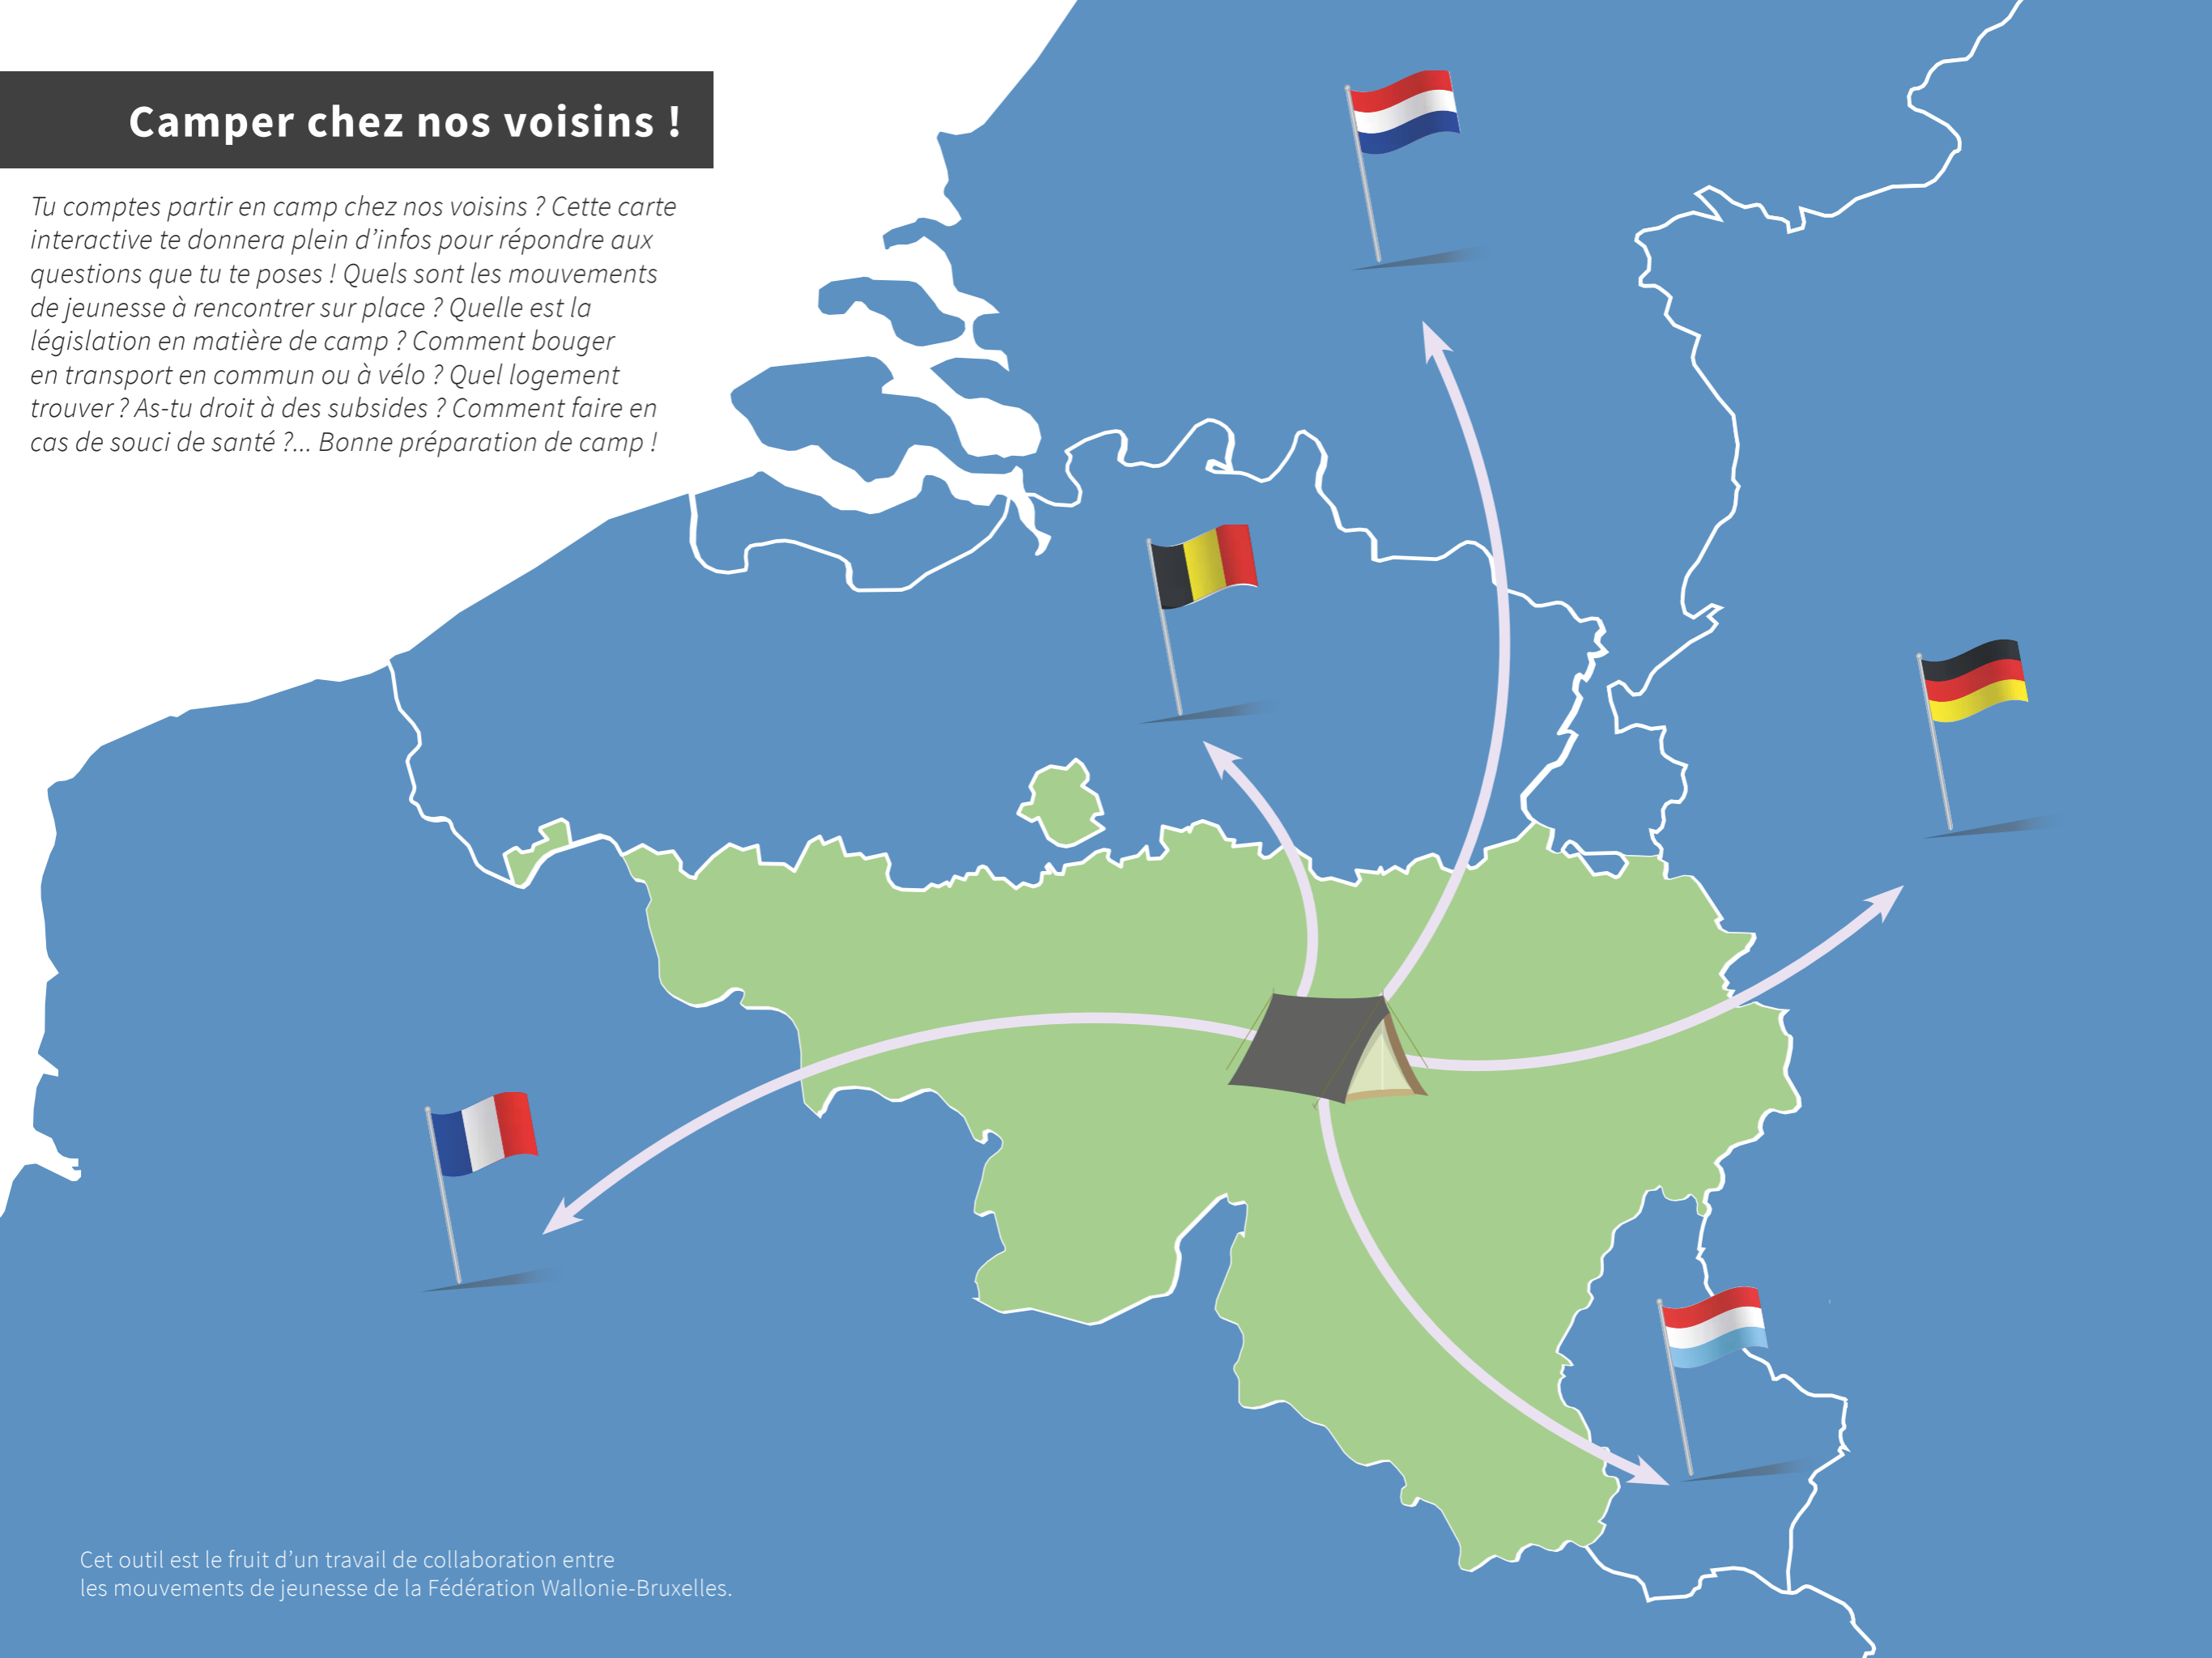 Camper chez nos voisins !
Tu comptes partir en camp chez nos voisins ? Cette carte
interactive te donnera plein d’infos pour répondre aux
questions que tu te poses ! Quels sont les mouvements
de jeunesse à rencontrer sur place ? Quelle est la
législation en matière de camp ? Comment bouger
en transport en commun ou à vélo ? Quel logement
trouver ? As-tu droit à des subsides ? Comment faire en
cas de souci de santé ?... Bonne préparation de camp !
Cet outil est le fruit d’un travail de collaboration entre
les mouvements de jeunesse de la Fédération Wallonie-Bruxelles.